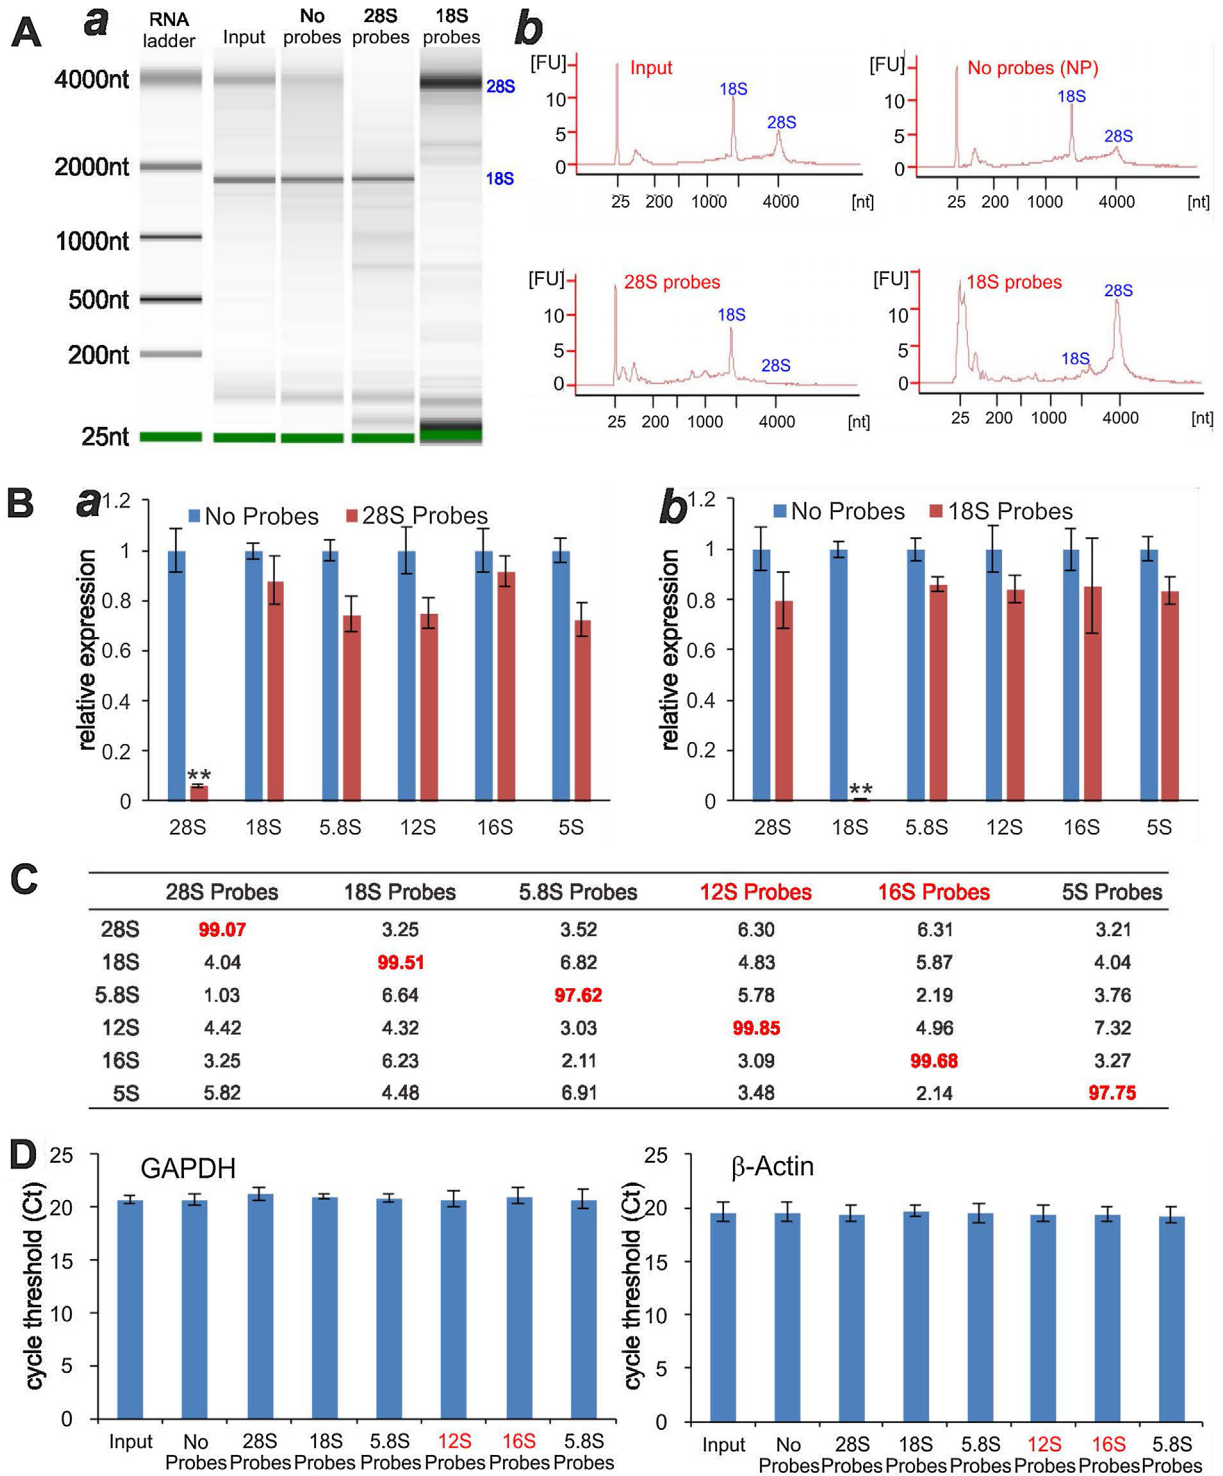 A a RNA ladder Input No probes 28S probes 18S probes
4000nt
28S
2000nt
18S
1000nt
500nt
200nt
25nt
b
[FU] Input
10
5
0
18S
28S
25 200 1000 4000 [nt]
[FU] No probes (NP)
10
5
0
18S
28S
25 200 1000 4000 [nt]
[FU] 28S probes
10
5
0
18S
28S
25 200 1000 4000 [nt]
[FU] 18S probes
10
5
0
18S
28S
25 200 1000 4000 [nt]
B a
relative expression
No Probes 28S Probes
1.2
1
0.8
0.6
0.4
0.2
0
**
28S 18S 5.8S 12S 16S 5S
b
relative expression
No Probes 18S Probes
1.2
1
0.8
0.6
0.4
0.2
0
**
28S 18S 5.8S 12S 16S 5S
C
28S Probes 18S Probes 5.8S Probes 12S Probes 16S Probes 5S Probes
28S 99.07 3.25 3.52 6.30 6.31 3.21
18S 4.04 99.51 6.82 4.83 5.87 4.04
5.8S 1.03 6.64 97.62 5.78 2.19 3.76
12S 4.42 4.32 3.03 99.85 4.96 7.32
16S 3.25 6.23 2.11 3.09 99.68 3.27
5S 5.82 4.48 6.91 3.48 2.14 97.75
D
cycle threshold (Ct)
GAPDH
25
20
15
10
5
0
Input No 28S 18S 5.8S 12S 16S 5.8S
Probes Probes Probes Probes Probes Probes Probes
cycle threshold (Ct)
β-Actin
25
20
15
10
5
0
Input No 28S 18S 5.8S 12S 16S 5.8S
Probes Probes Probes Probes Probes Probes Probes